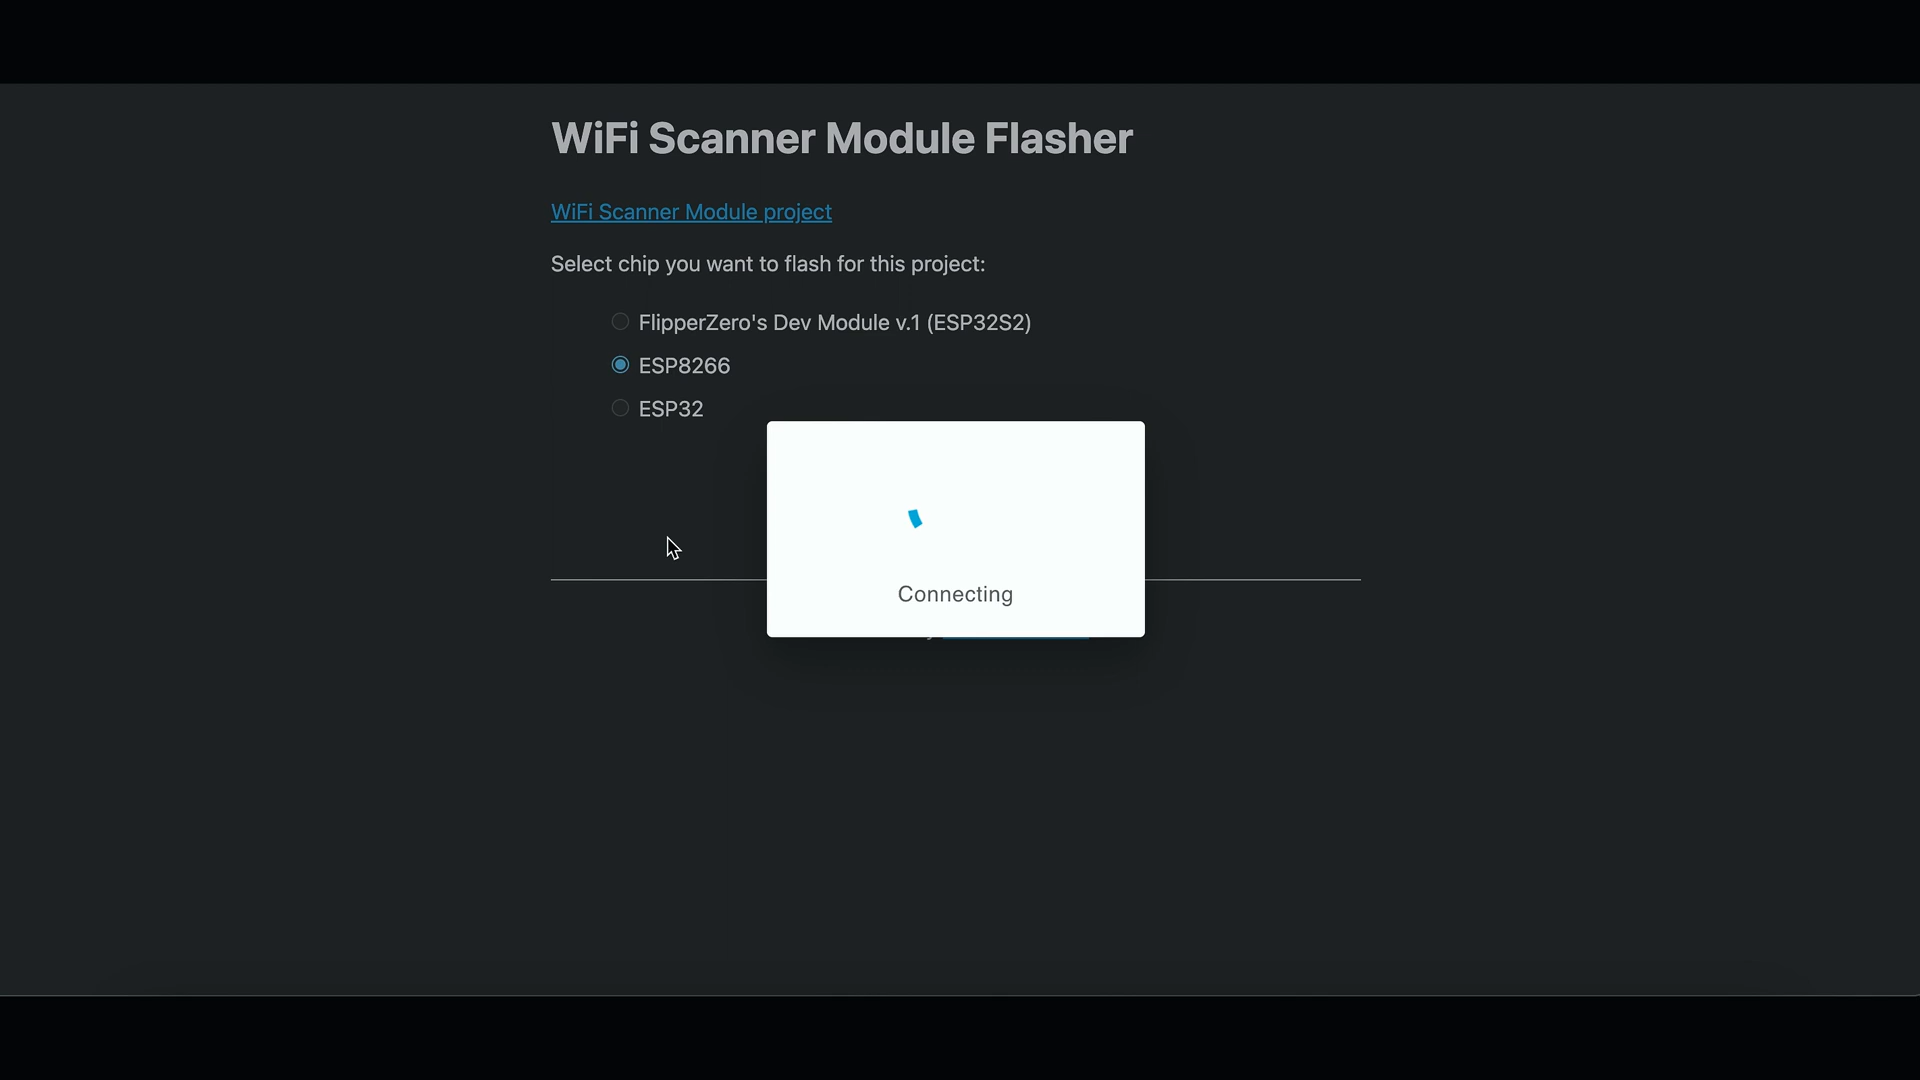 WiFi Scanner Module Flasher
WiFi Scanner Module project
Select chip you want to flash for this project:
FlipperZero's Dev Module v.1 (ESP32S2)
ESP8266
ESP32
Connecting